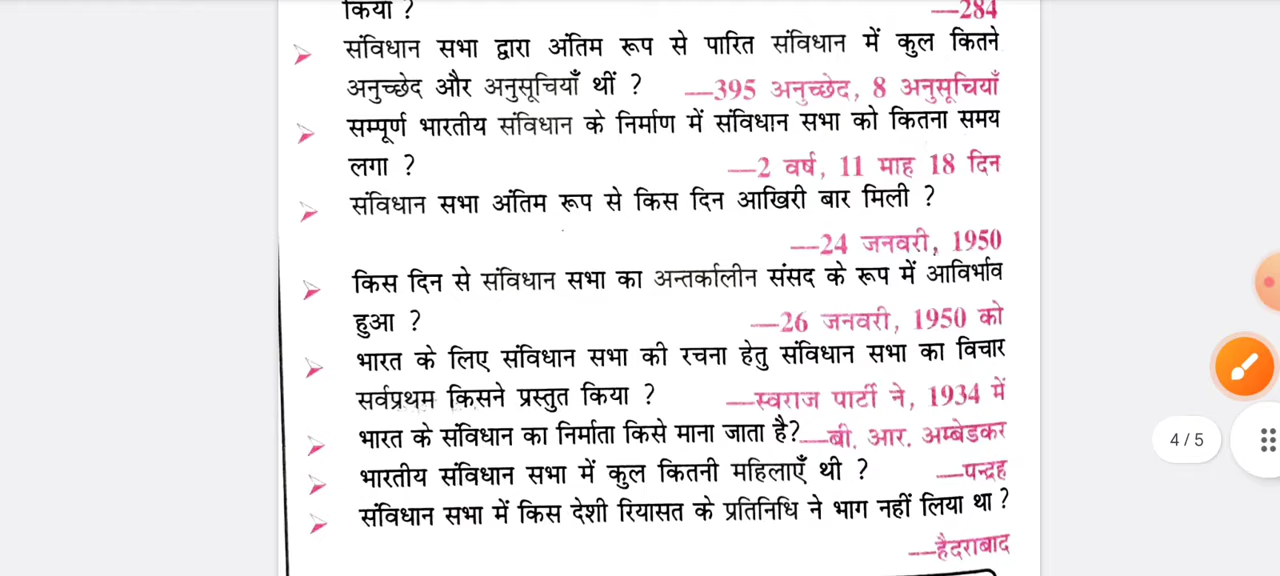 किया ? —284
संविधान सभा द्वारा अंतिम रूप से पारित संविधान में कुल कितने
अनुच्छेद और अनुसूचियाँ थीं ? —395 अनुच्छेद, 8 अनुसूचियाँ
सम्पूर्ण भारतीय संविधान के निर्माण में संविधान सभा को कितना समय
लगा ? —2 वर्ष, 11 माह 18 दिन
संविधान सभा अंतिम रूप से किस दिन आखिरी बार मिली ?
—24 जनवरी, 1950
किस दिन से संविधान सभा का अन्तर्कालीन संसद के रूप में आविर्भाव
हुआ ? —26 जनवरी, 1950 को
भारत के लिए संविधान सभा की रचना हेतु संविधान सभा का विचार
सर्वप्रथम किसने प्रस्तुत किया ? —स्वराज पार्टी ने, 1934 में
भारत के संविधान का निर्माता किसे माना जाता है?—बी. आर. अम्बेडकर
भारतीय संविधान सभा में कुल कितनी महिलाएँ थी ? —पन्द्रह
संविधान सभा में किस देशी रियासत के प्रतिनिधि ने भाग नहीं लिया था ?
—हैदराबाद
4 / 5